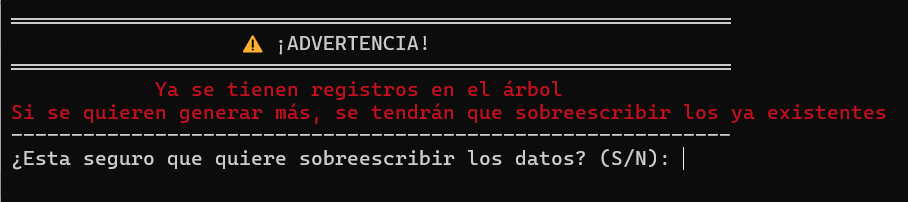 ⚠ ¡ADVERTENCIA!
Ya se tienen registros en el árbol
Si se quieren generar más, se tendrán que sobreescribir los ya existentes
------------------------------------------------------------
¿Esta seguro que quiere sobreescribir los datos? (S/N):